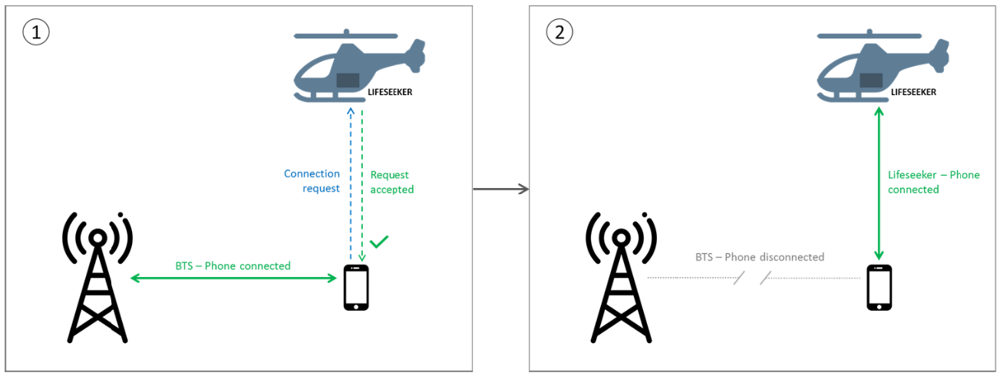 1
LIFESEEKER
Connection
request
Request
accepted
BTS – Phone connected
2
LIFESEEKER
Lifeseeker – Phone
connected
BTS – Phone disconnected